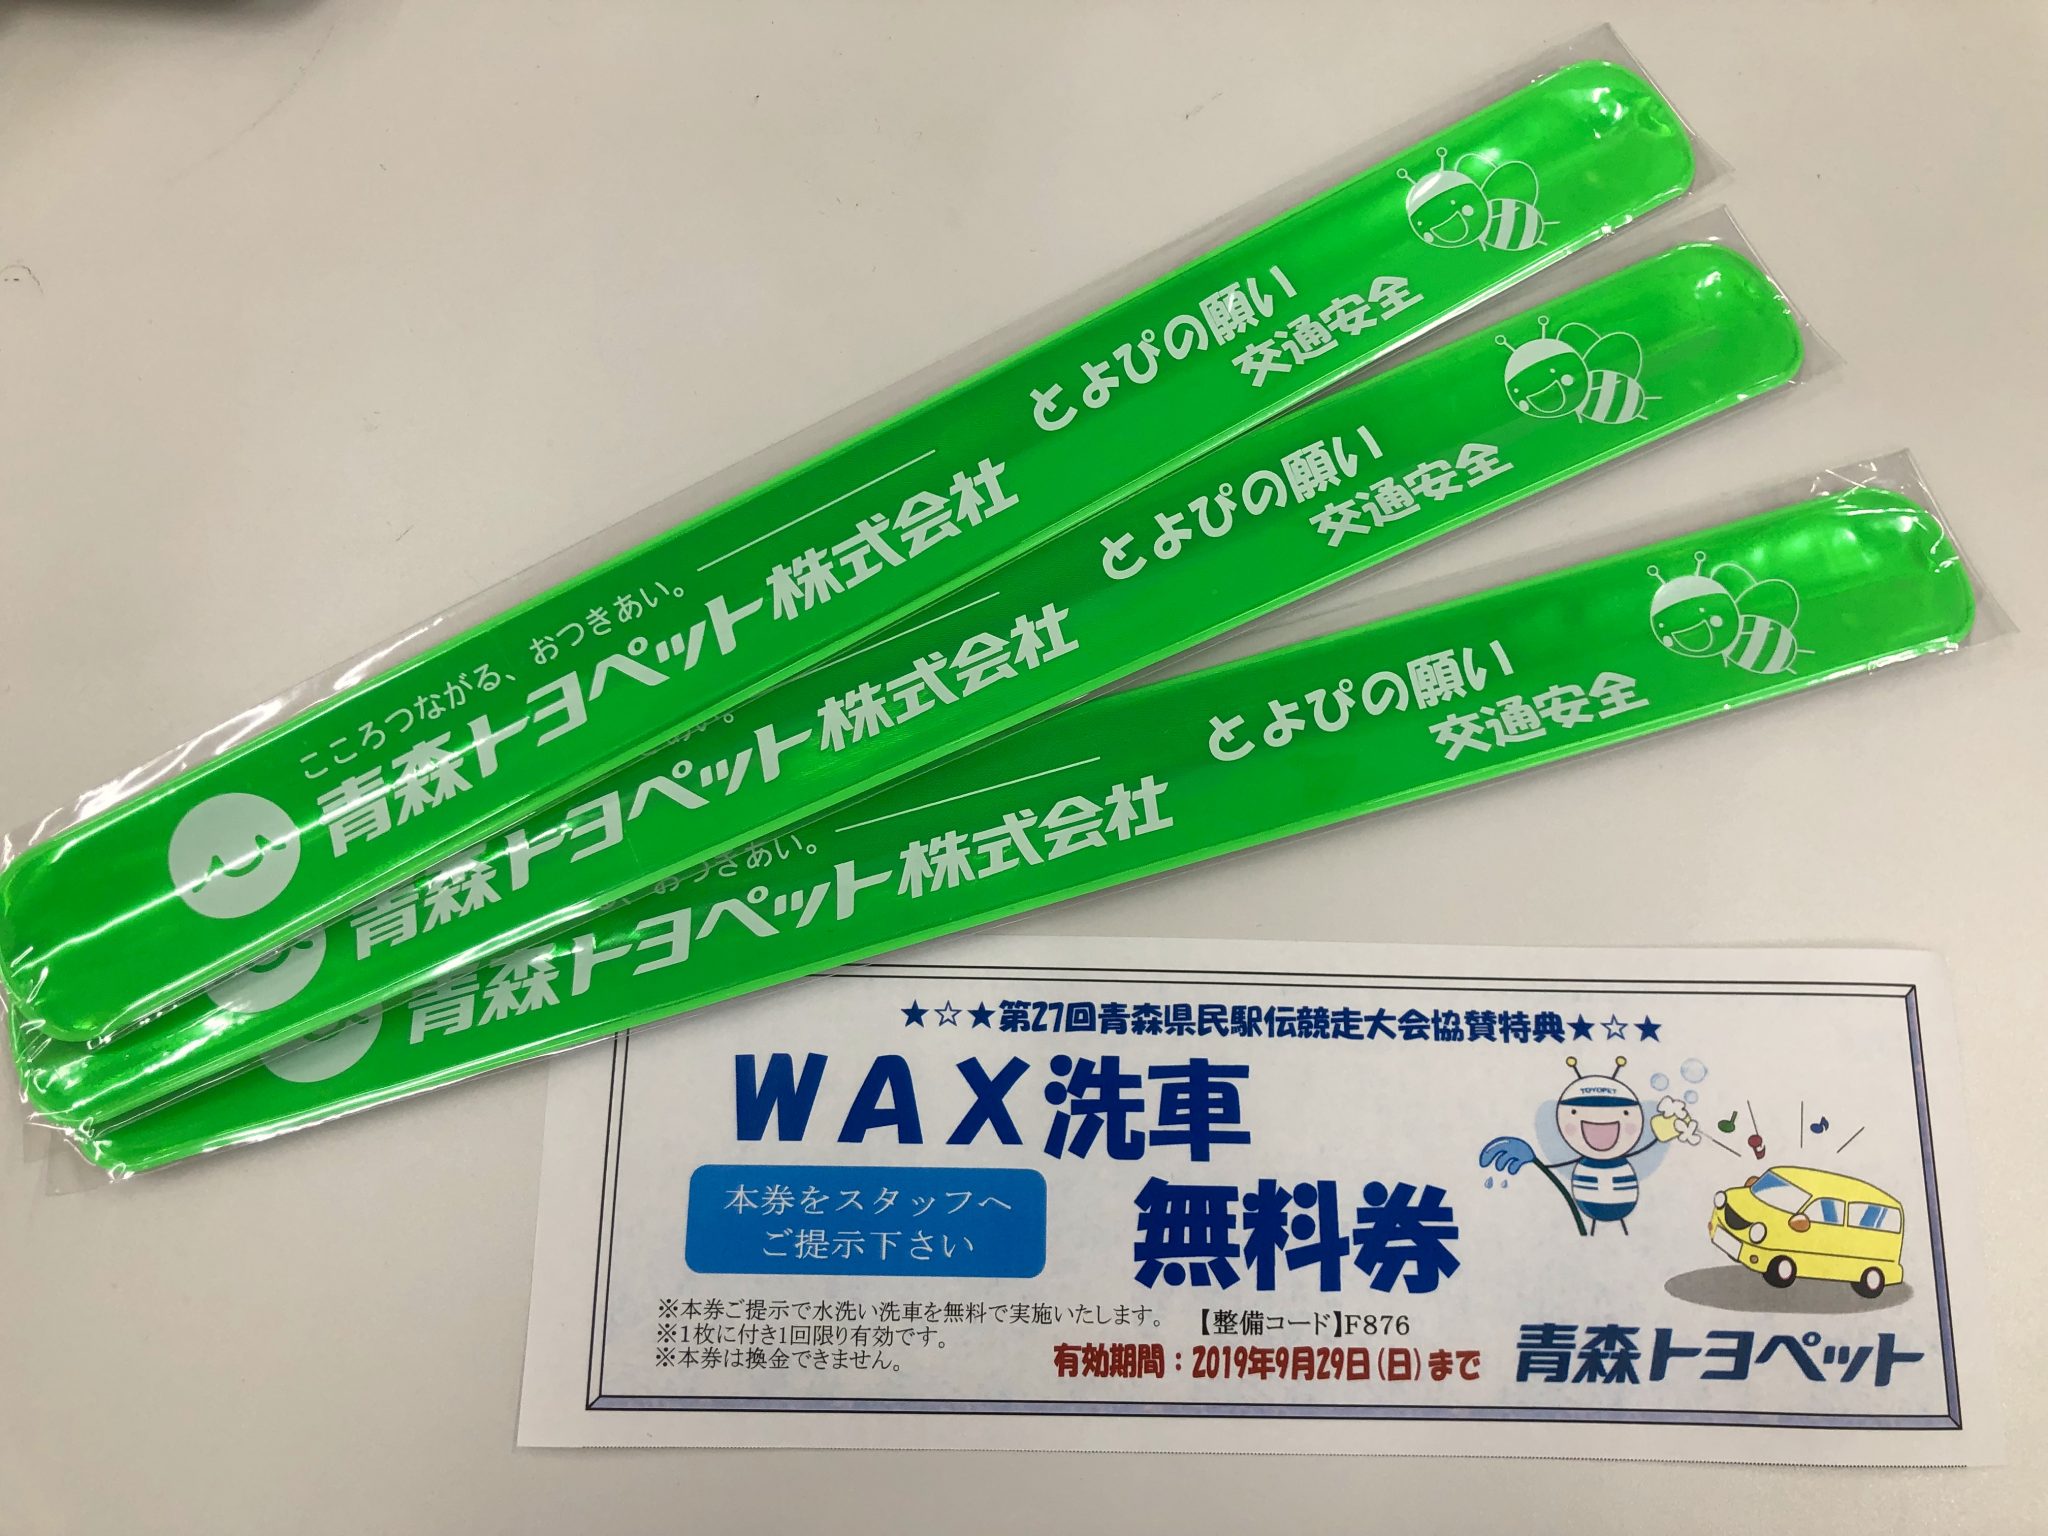 こころつながる、おつきあい。
青森トヨペット株式会社
とよぴの願い
交通安全
青森トヨペット株式会社
とよぴの願い
交通安全
おつきあい。
青森トヨペット株式会社
とよぴの願い
交通安全
★☆★第27回青森県民駅伝競走大会協賛特典★☆★
WAX洗車
無料券
本券をスタッフへ
ご提示下さい
TOYOPET
※本券ご提示で水洗い洗車を無料で実施いたします。 【整備コード】F876
※1枚に付き1回限り有効です。
※本券は換金できません。
有効期間:2019年9月29日(日)まで
青森トヨペット